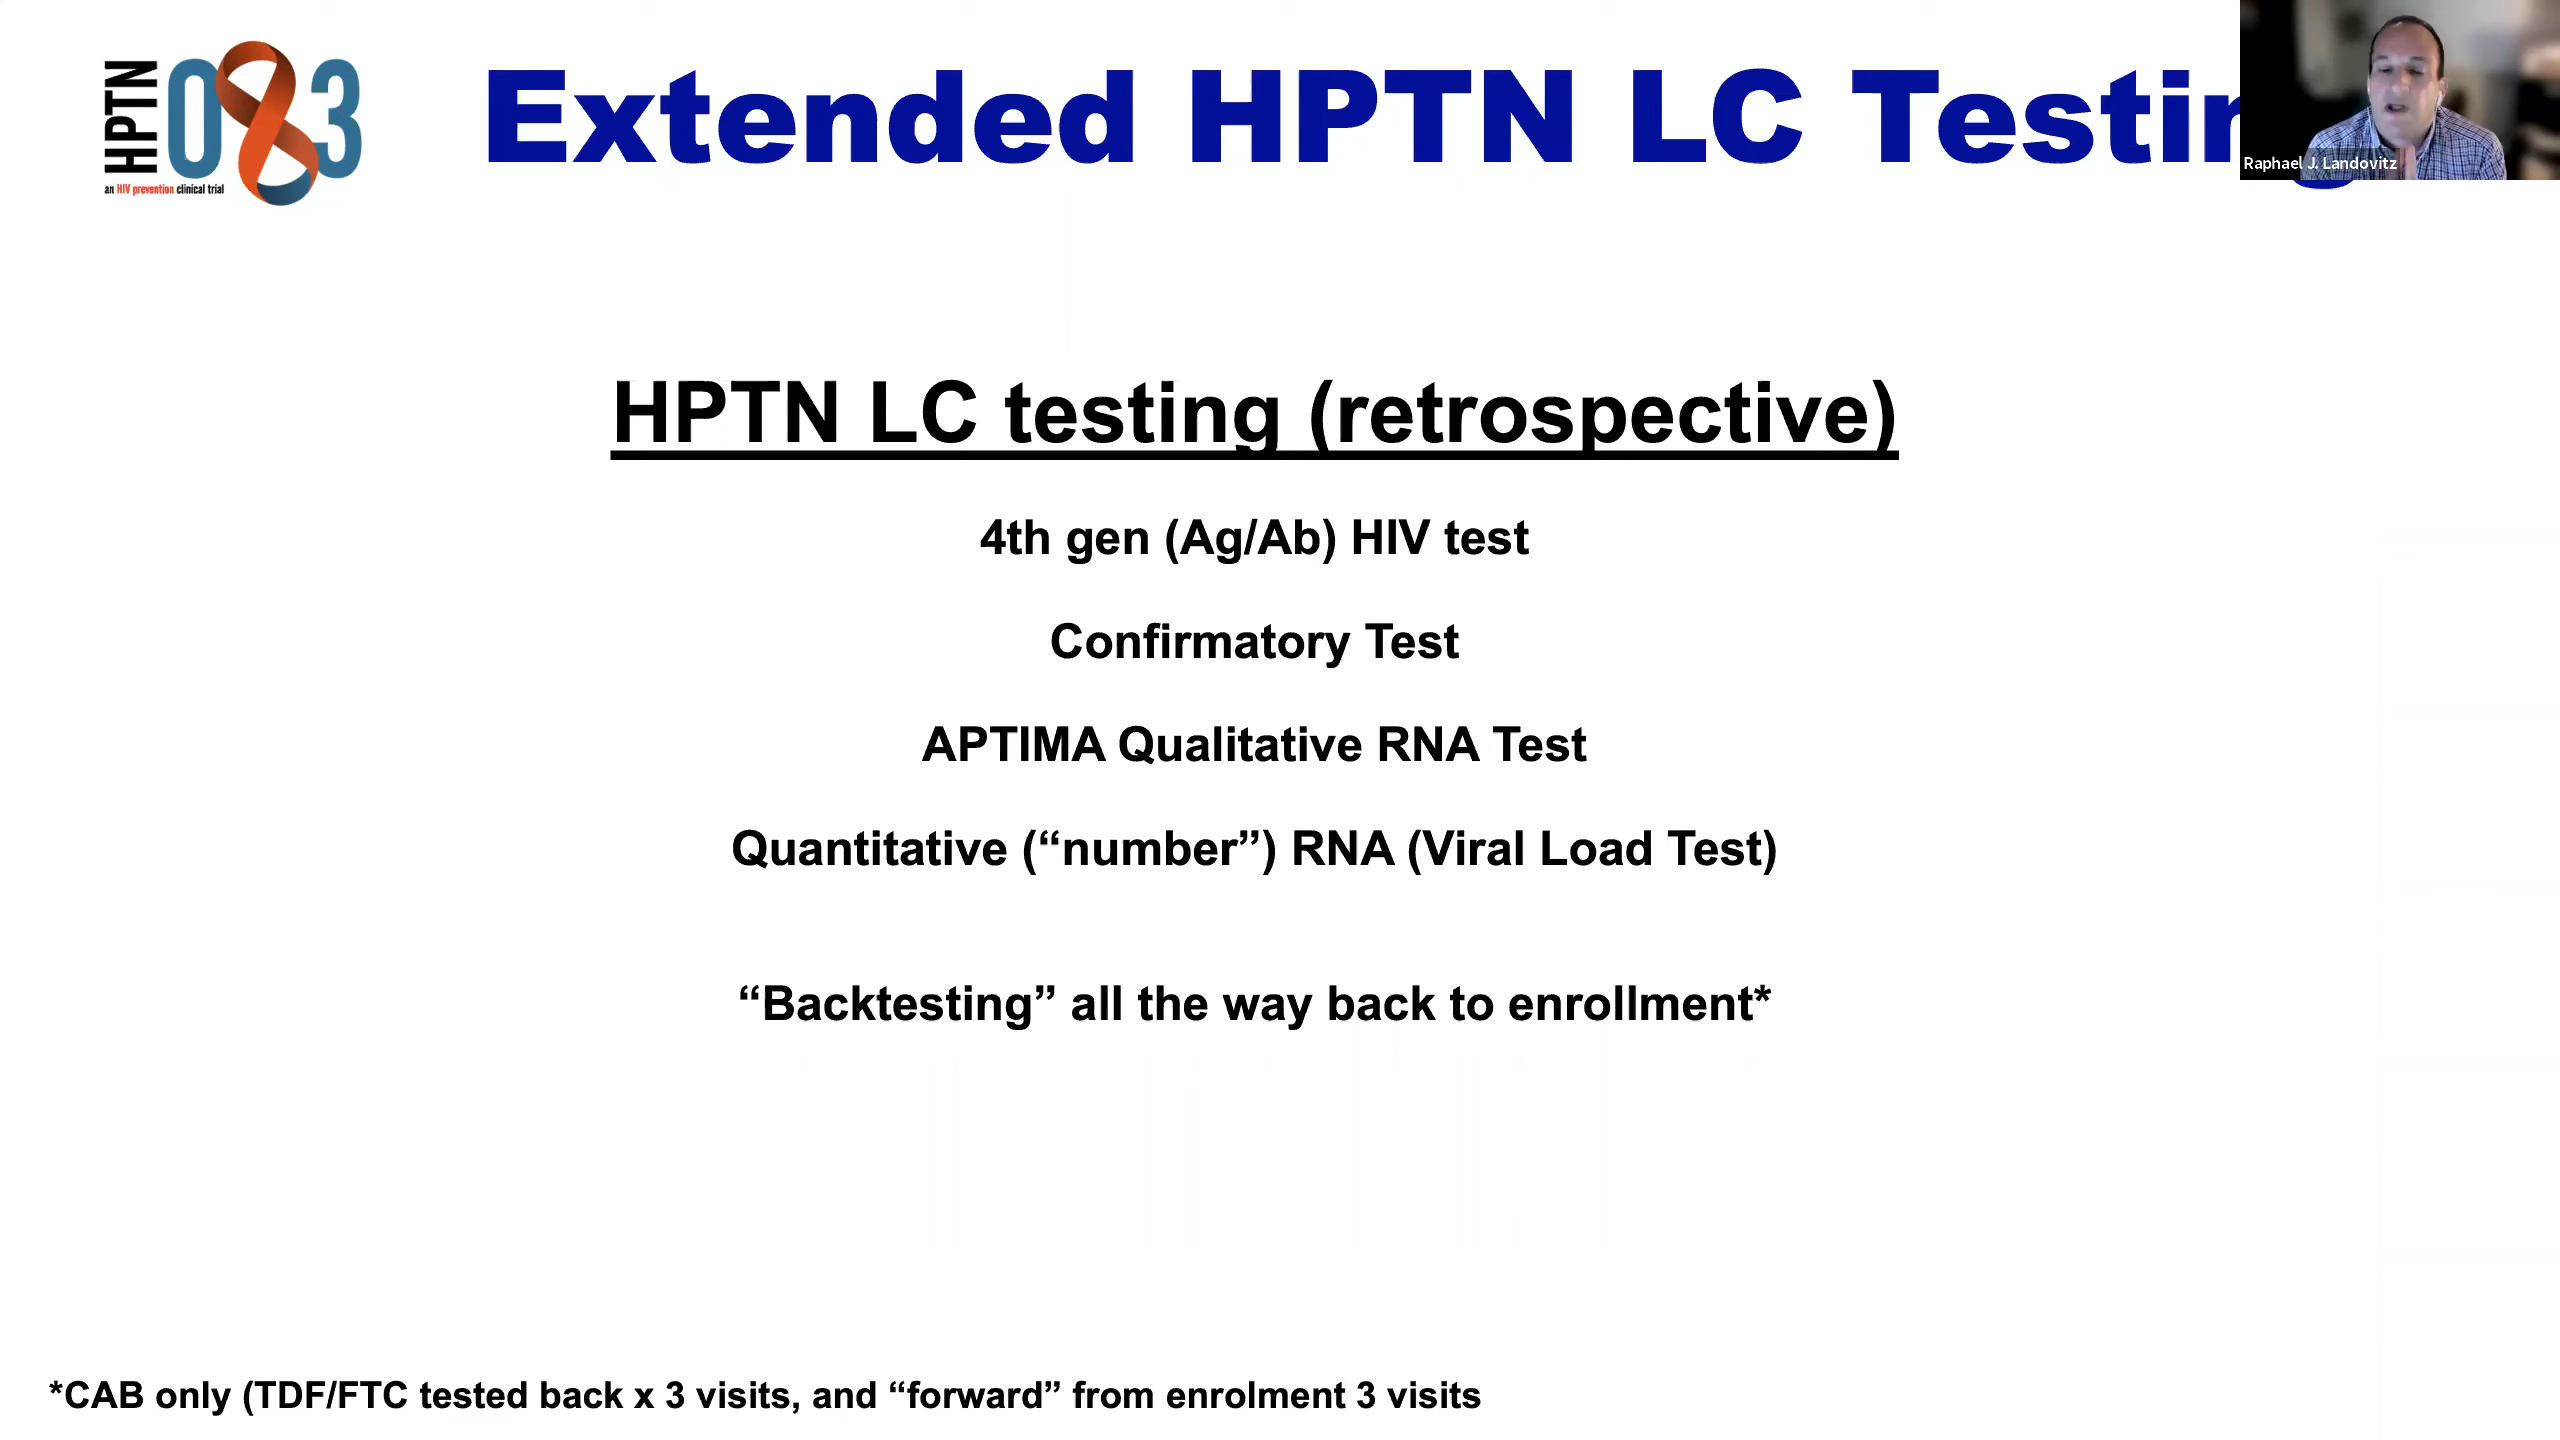 HPTN 083
an HIV prevention clinical trial
Extended HPTN LC
Raphael J. Landovitz
HPTN LC testing (retrospective)
4th gen (Ag/Ab) HIV test
Confirmatory Test
APTIMA Qualitative RNA Test
Quantitative (“number”) RNA (Viral Load Test)
“Backtesting” all the way back to enrollment*
*CAB only (TDF/FTC tested back x 3 visits, and “forward” from enrolment 3 visits